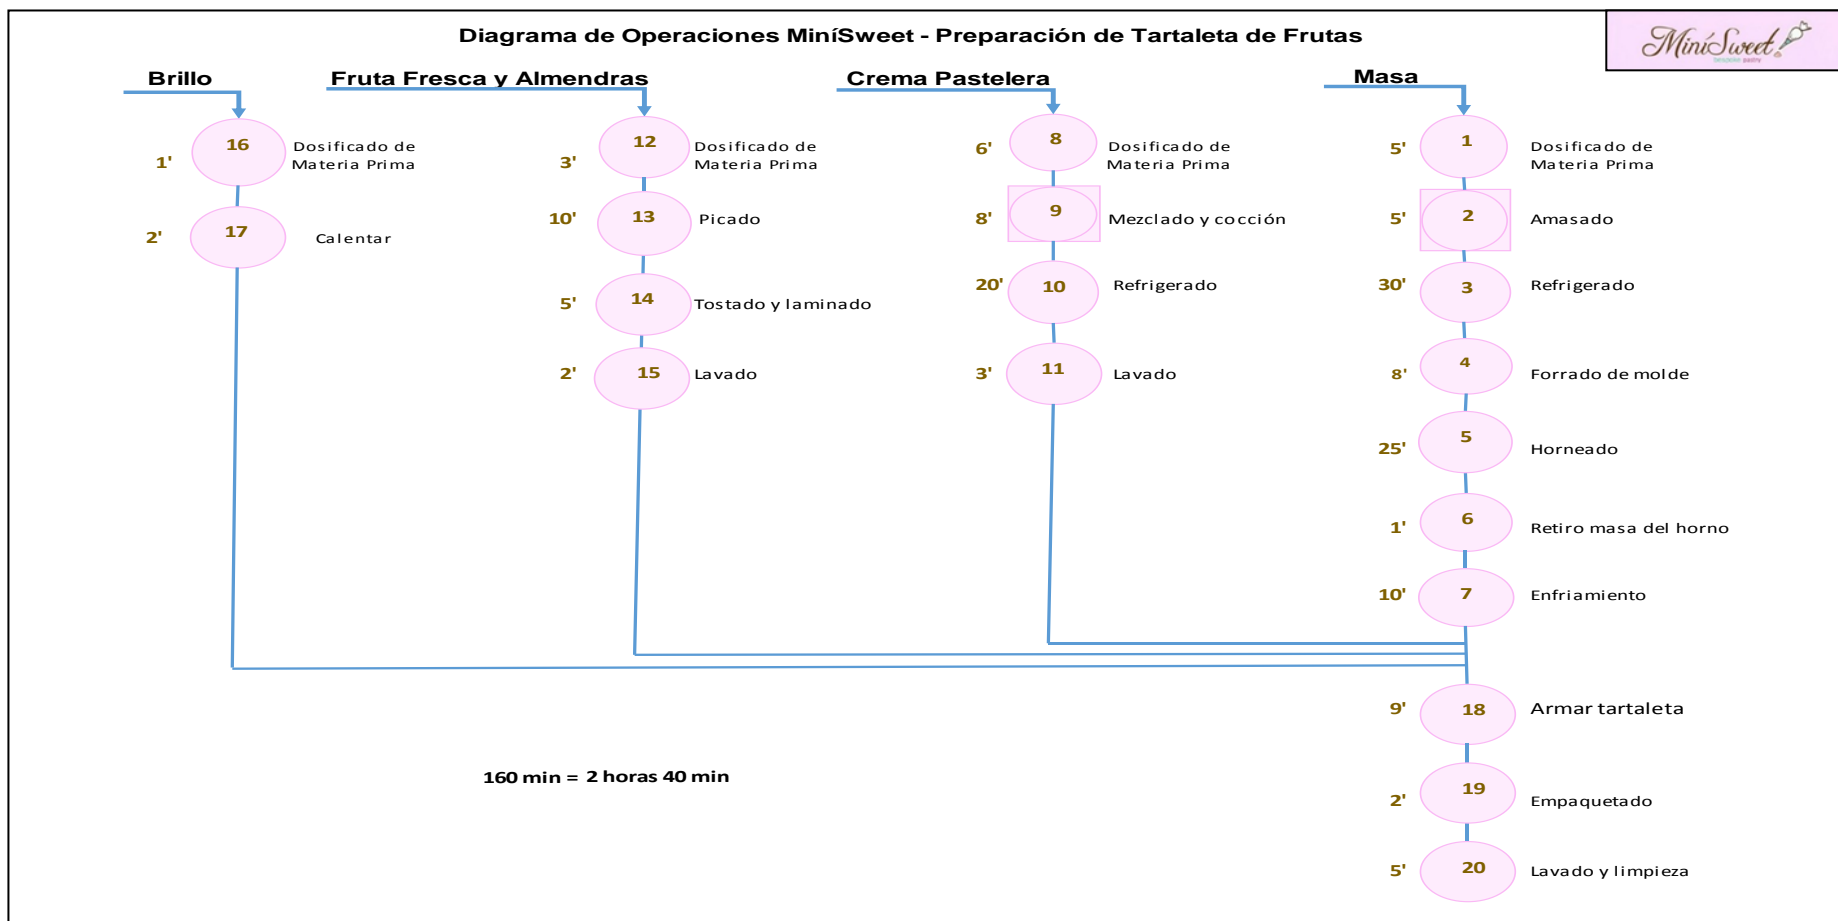 Diagrama de Operaciones MiníSweet - Preparación de Tartaleta de Frutas
MiniSweet!
Brillo
16
1'
Dosificado de
Materia Prima
17
2'
Calentar
Fruta Fresca y Almendras
12
3'
Dosificado de
Materia Prima
13
10'
Picado
14
5'
Tostado y laminado
15
2'
Lavado
Crema Pastelera
8
6'
Dosificado de
Materia Prima
9
8'
Mezclado y cocción
10
20'
Refrigerado
11
3'
Lavado
Masa
1
5'
Dosificado de
Materia Prima
2
5'
Amasado
3
30'
Refrigerado
4
8'
Forrado de molde
5
25'
Horneado
6
1'
Retiro masa del horno
7
10'
Enfriamiento
18
9'
Armar tartaleta
19
2'
Empaquetado
20
5'
Lavado y limpieza
160 min = 2 horas 40 min